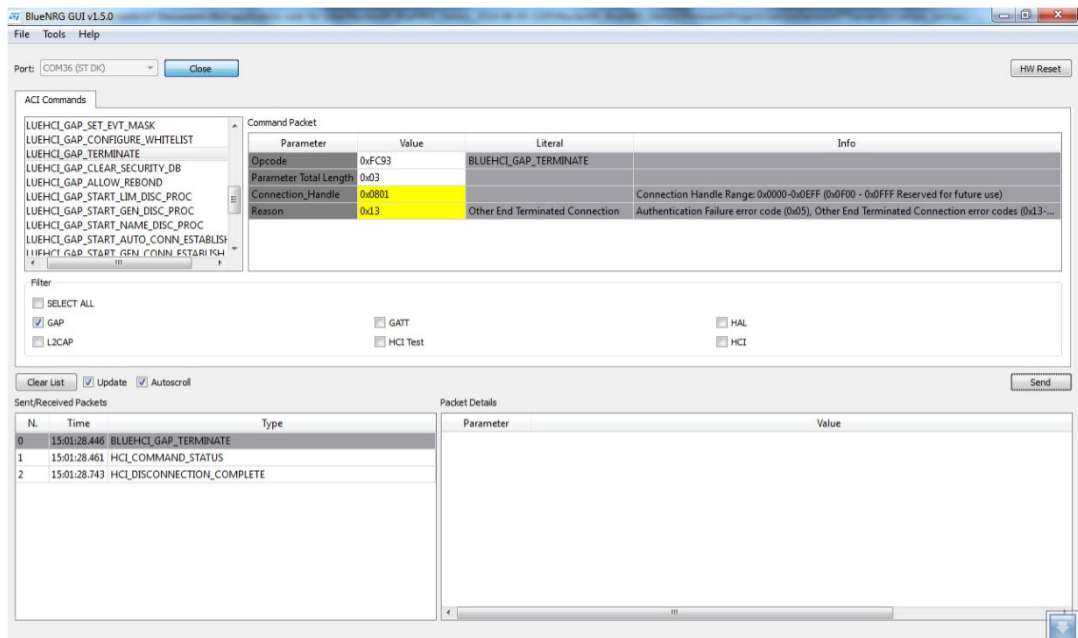 BlueNRG GUI v1.5.0
File Tools Help
Port: COM36 (ST DK) Close HW Reset
ACI Commands
LUEHCI_GAP_SET_EVT_MASK
LUEHCI_GAP_CONFIGURE_WHITELIST
LUEHCI_GAP_TERMINATE
LUEHCI_GAP_CLEAR_SECURITY_DB
LUEHCI_GAP_ALLOW_REBOND
LUEHCI_GAP_START_LIM_DISC_PROC
LUEHCI_GAP_START_GEN_DISC_PROC
LUEHCI_GAP_START_NAME_DISC_PROC
LUEHCI_GAP_START_AUTO_CONN_ESTABLISH
LUEHCI_GAP_START_GEN_CONN_ESTABLISH
Command Packet
Parameter Value Literal Info
Opcode 0xFC93 BLUEHCI_GAP_TERMINATE
Parameter Total Length 0x03
Connection_Handle 0x0801 Connection Handle Range: 0x0000-0x0EFF (0x0F00 - 0x0FFF Reserved for future use)
Reason 0x13 Other End Terminated Connection Authentication Failure error code (0x05), Other End Terminated Connection error codes (0x13-...
Filter
SELECT ALL
GAP GATT HAL
L2CAP HCI Test HCI
Clear List Update Autoscroll Send
Sent/Received Packets
N. Time Type
0 15:01:28.446 BLUEHCI_GAP_TERMINATE
1 15:01:28.461 HCI_COMMAND_STATUS
2 15:01:28.743 HCI_DISCONNECTION_COMPLETE
Packet Details
Parameter Value